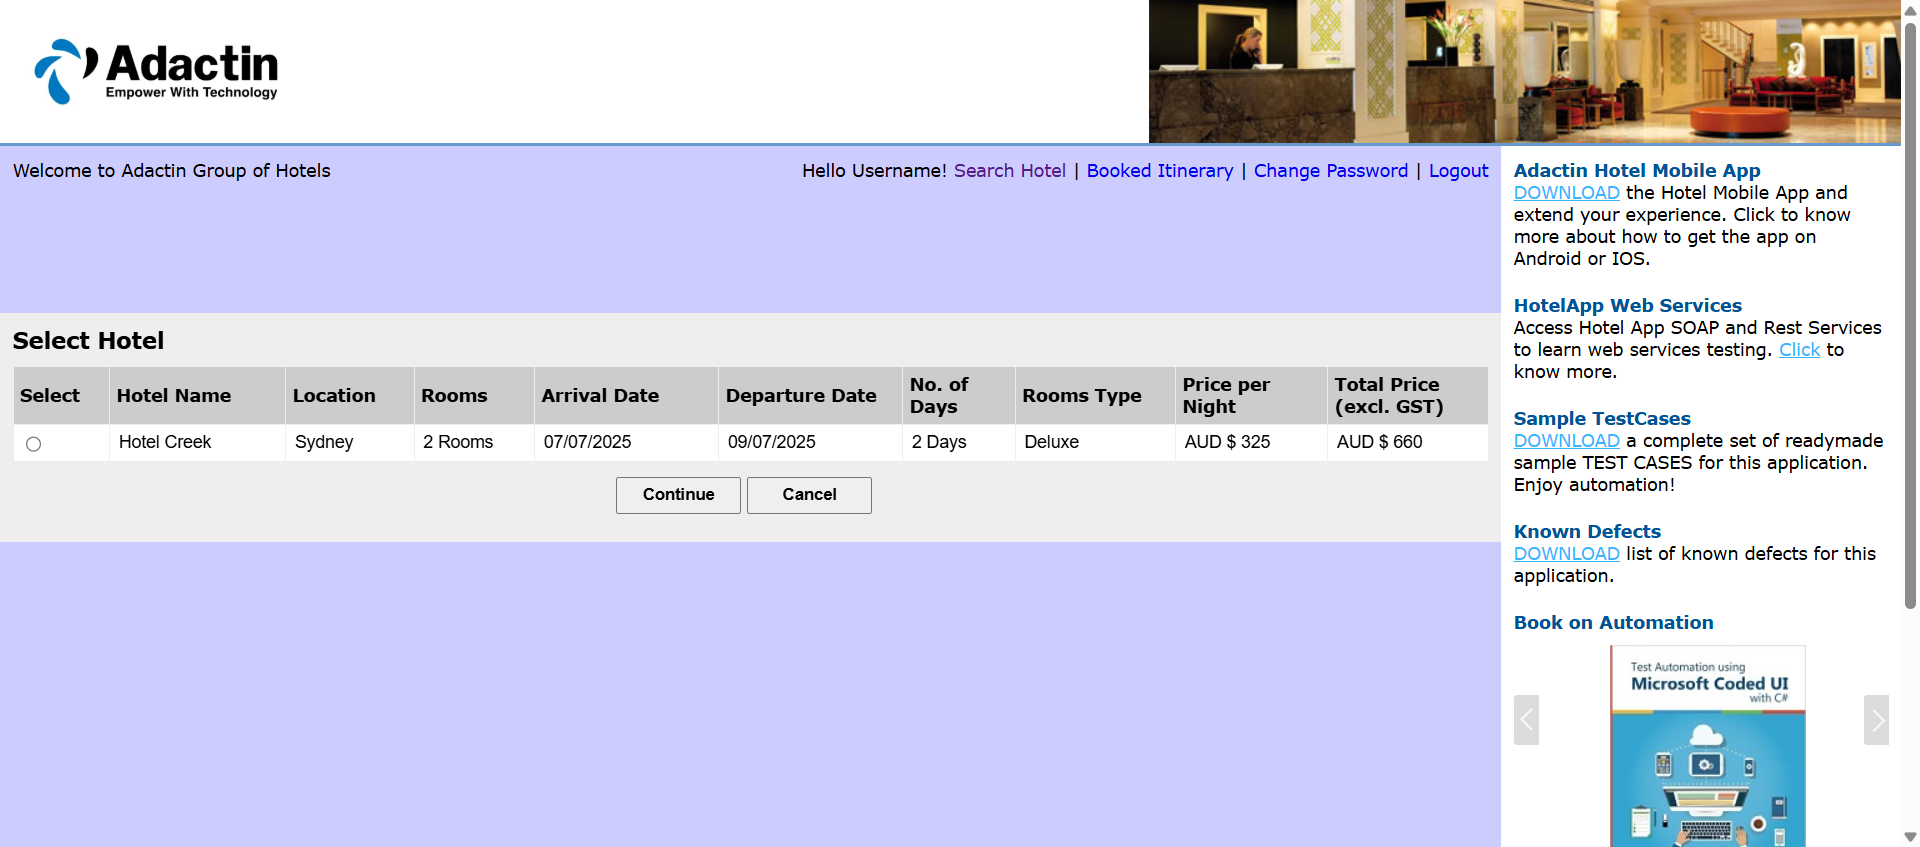 Adactin
Empower With Technology
Welcome to Adactin Group of Hotels
Hello Username! Search Hotel | Booked Itinerary | Change Password | Logout
Select Hotel
Select Hotel Name Location Rooms Arrival Date Departure Date No. of Days Rooms Type Price per Night Total Price (excl. GST)
Hotel Creek Sydney 2 Rooms 07/07/2025 09/07/2025 2 Days Deluxe AUD $ 325 AUD $ 660
Continue Cancel
Adactin Hotel Mobile App
DOWNLOAD the Hotel Mobile App and
extend your experience. Click to know
more about how to get the app on
Android or IOS.
HotelApp Web Services
Access Hotel App SOAP and Rest Services
to learn web services testing. Click to
know more.
Sample TestCases
DOWNLOAD a complete set of readymade
sample TEST CASES for this application.
Enjoy automation!
Known Defects
DOWNLOAD list of known defects for this
application.
Book on Automation
Test Automation using
Microsoft Coded UI
with C#